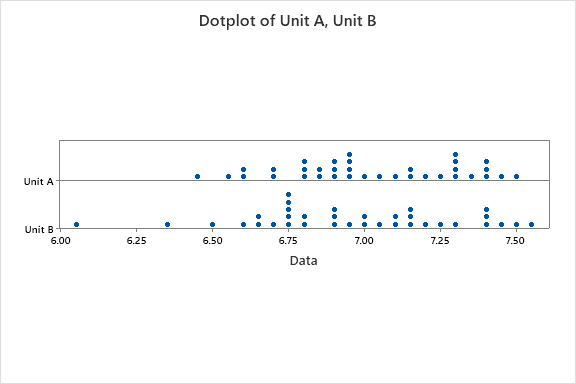 Dotplot of Unit A, Unit B
Unit A
Unit B
6.00 6.25 6.50 6.75 7.00 7.25 7.50
Data